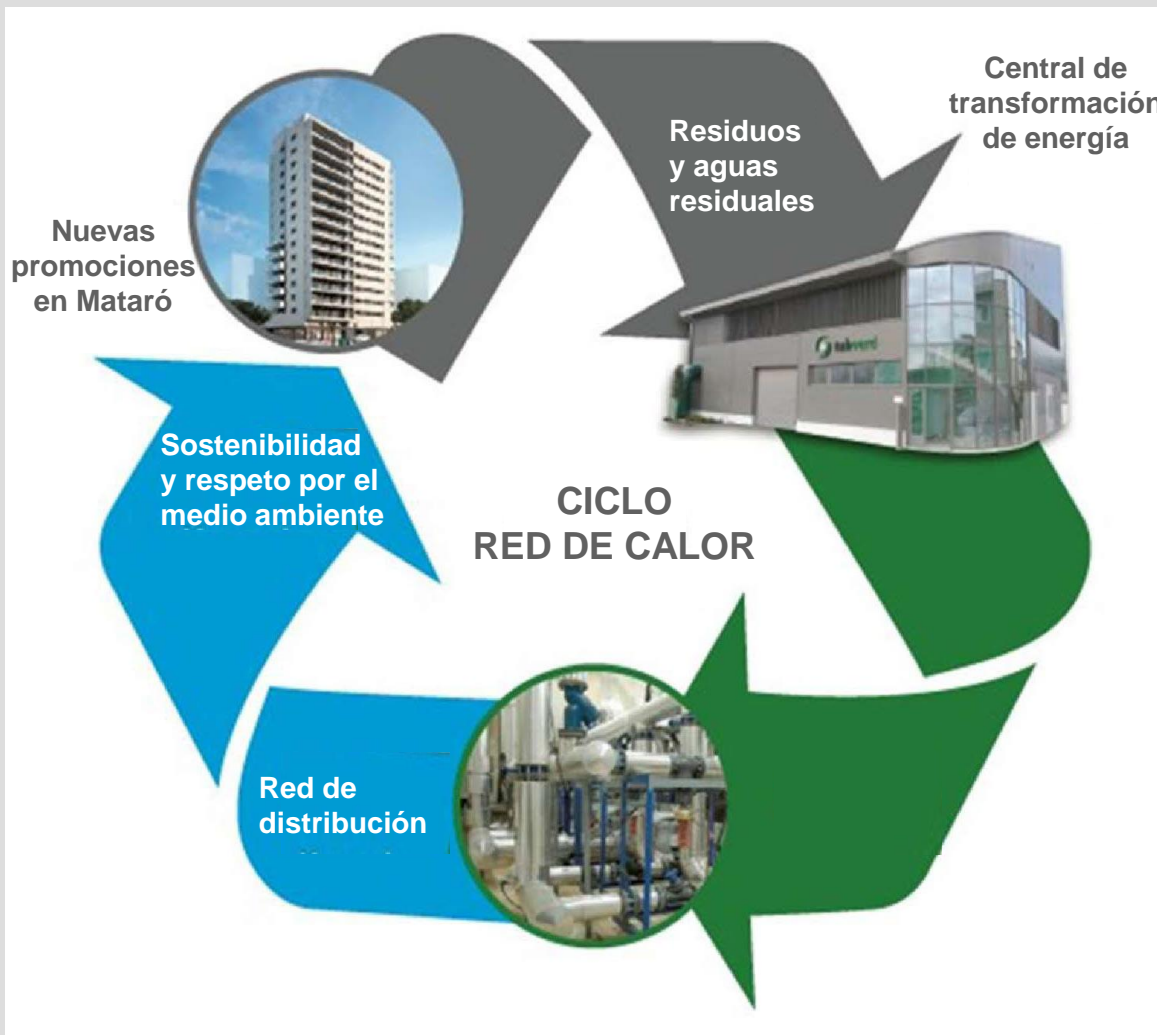 Central de
transformación
de energía
Residuos
y aguas
residuales
Nuevas
promociones
en Mataró
tubverd
Sostenibilidad
y respeto por el
medio ambiente
CICLO
RED DE CALOR
Red de
distribución